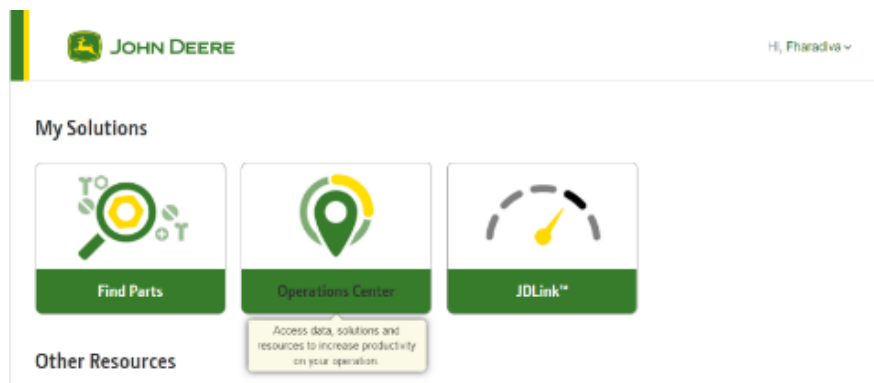 JOHN DEERE
Hi, Fharadiva
My Solutions
Find Parts
Operations Center
JDLink™
Access data, solutions and
resources to increase productivity
on your operation.
Other Resources